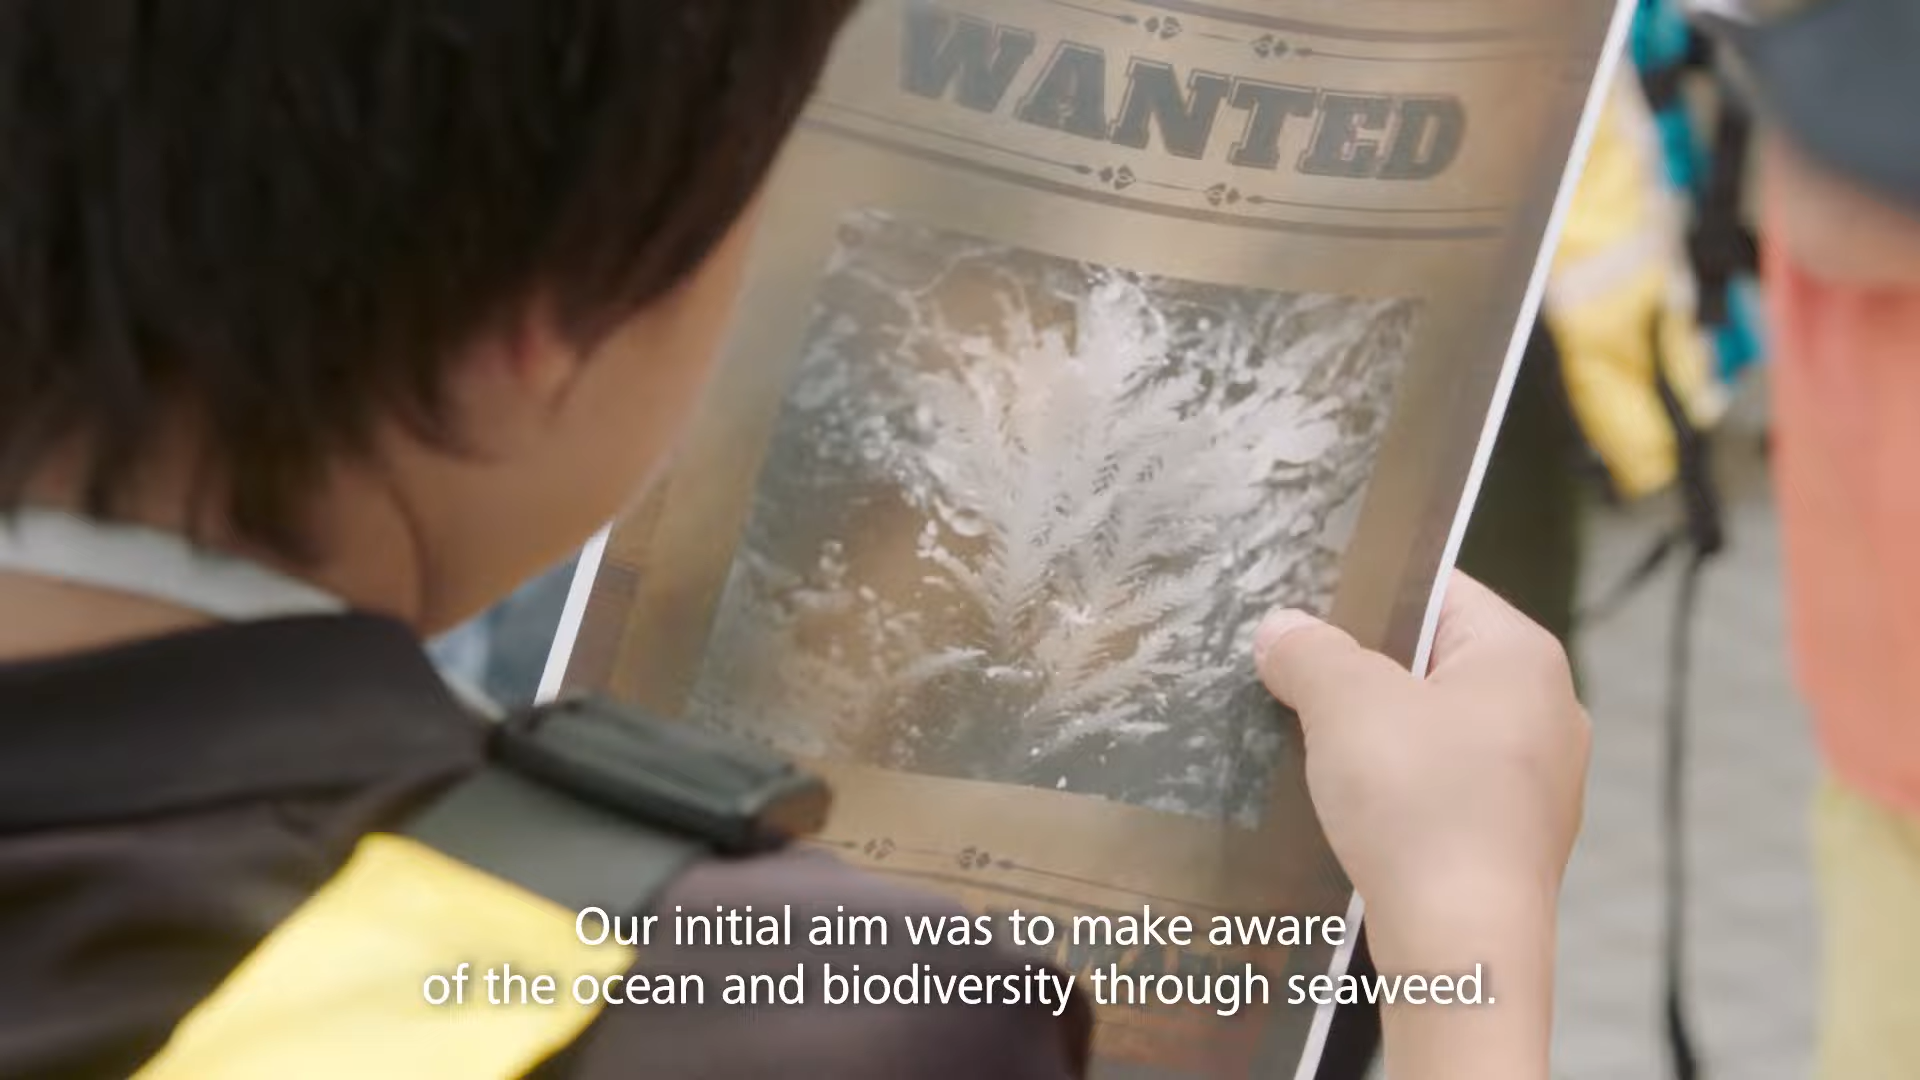 WANTED
Our initial aim was to make aware
of the ocean and biodiversity through seaweed.